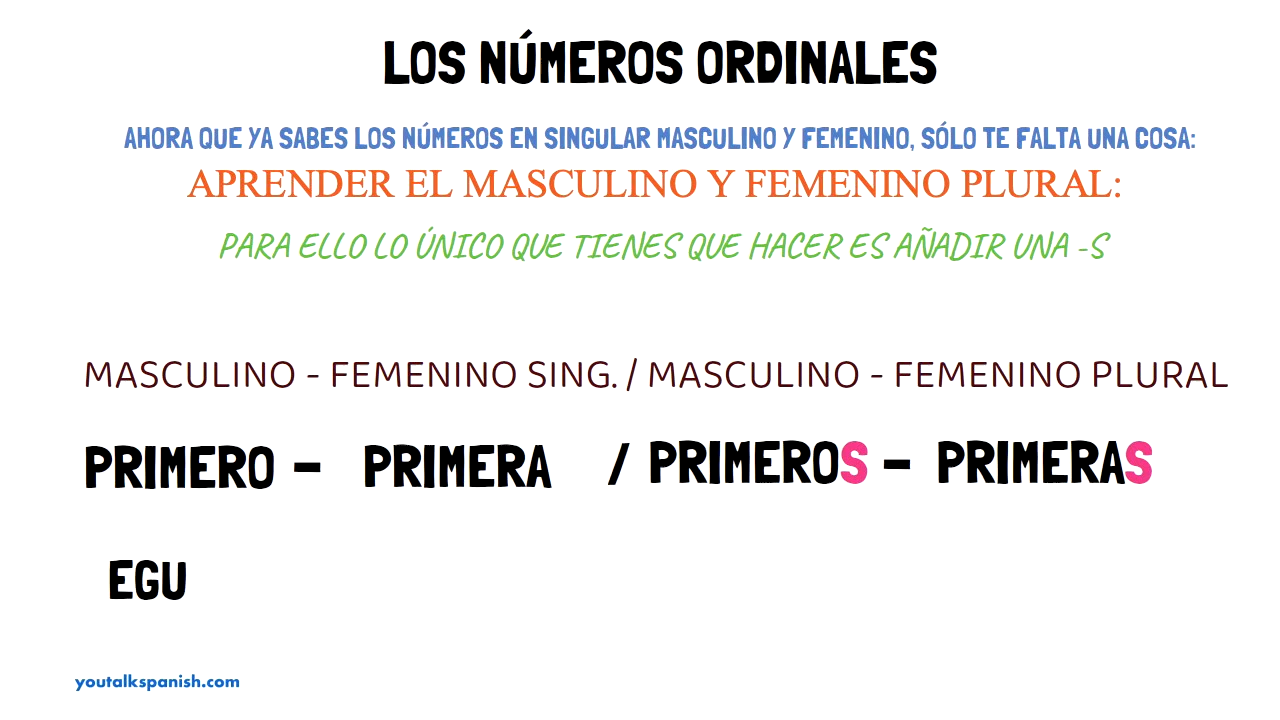 LOS NÚMEROS ORDINALES
AHORA QUE YA SABES LOS NÚMEROS EN SINGULAR MASCULINO Y FEMENINO, SÓLO TE FALTA UNA COSA:
APRENDER EL MASCULINO Y FEMENINO PLURAL:
PARA ELLO LO ÚNICO QUE TIENES QUE HACER ES AÑADIR UNA -S
MASCULINO - FEMENINO SING. / MASCULINO - FEMENINO PLURAL
PRIMERO - PRIMERA / PRIMEROS - PRIMERAS
EGU
youtalkspanish.com